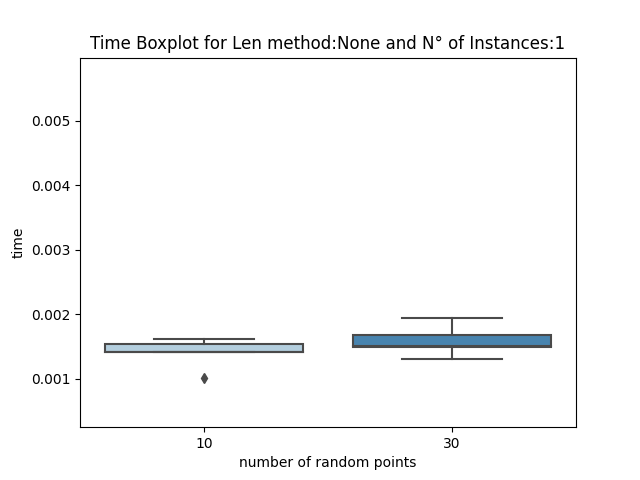 Time Boxplot for Len method:None and N° of Instances:1
0.005
0.004
0.003
0.002
0.001
time
10
30
number of random points